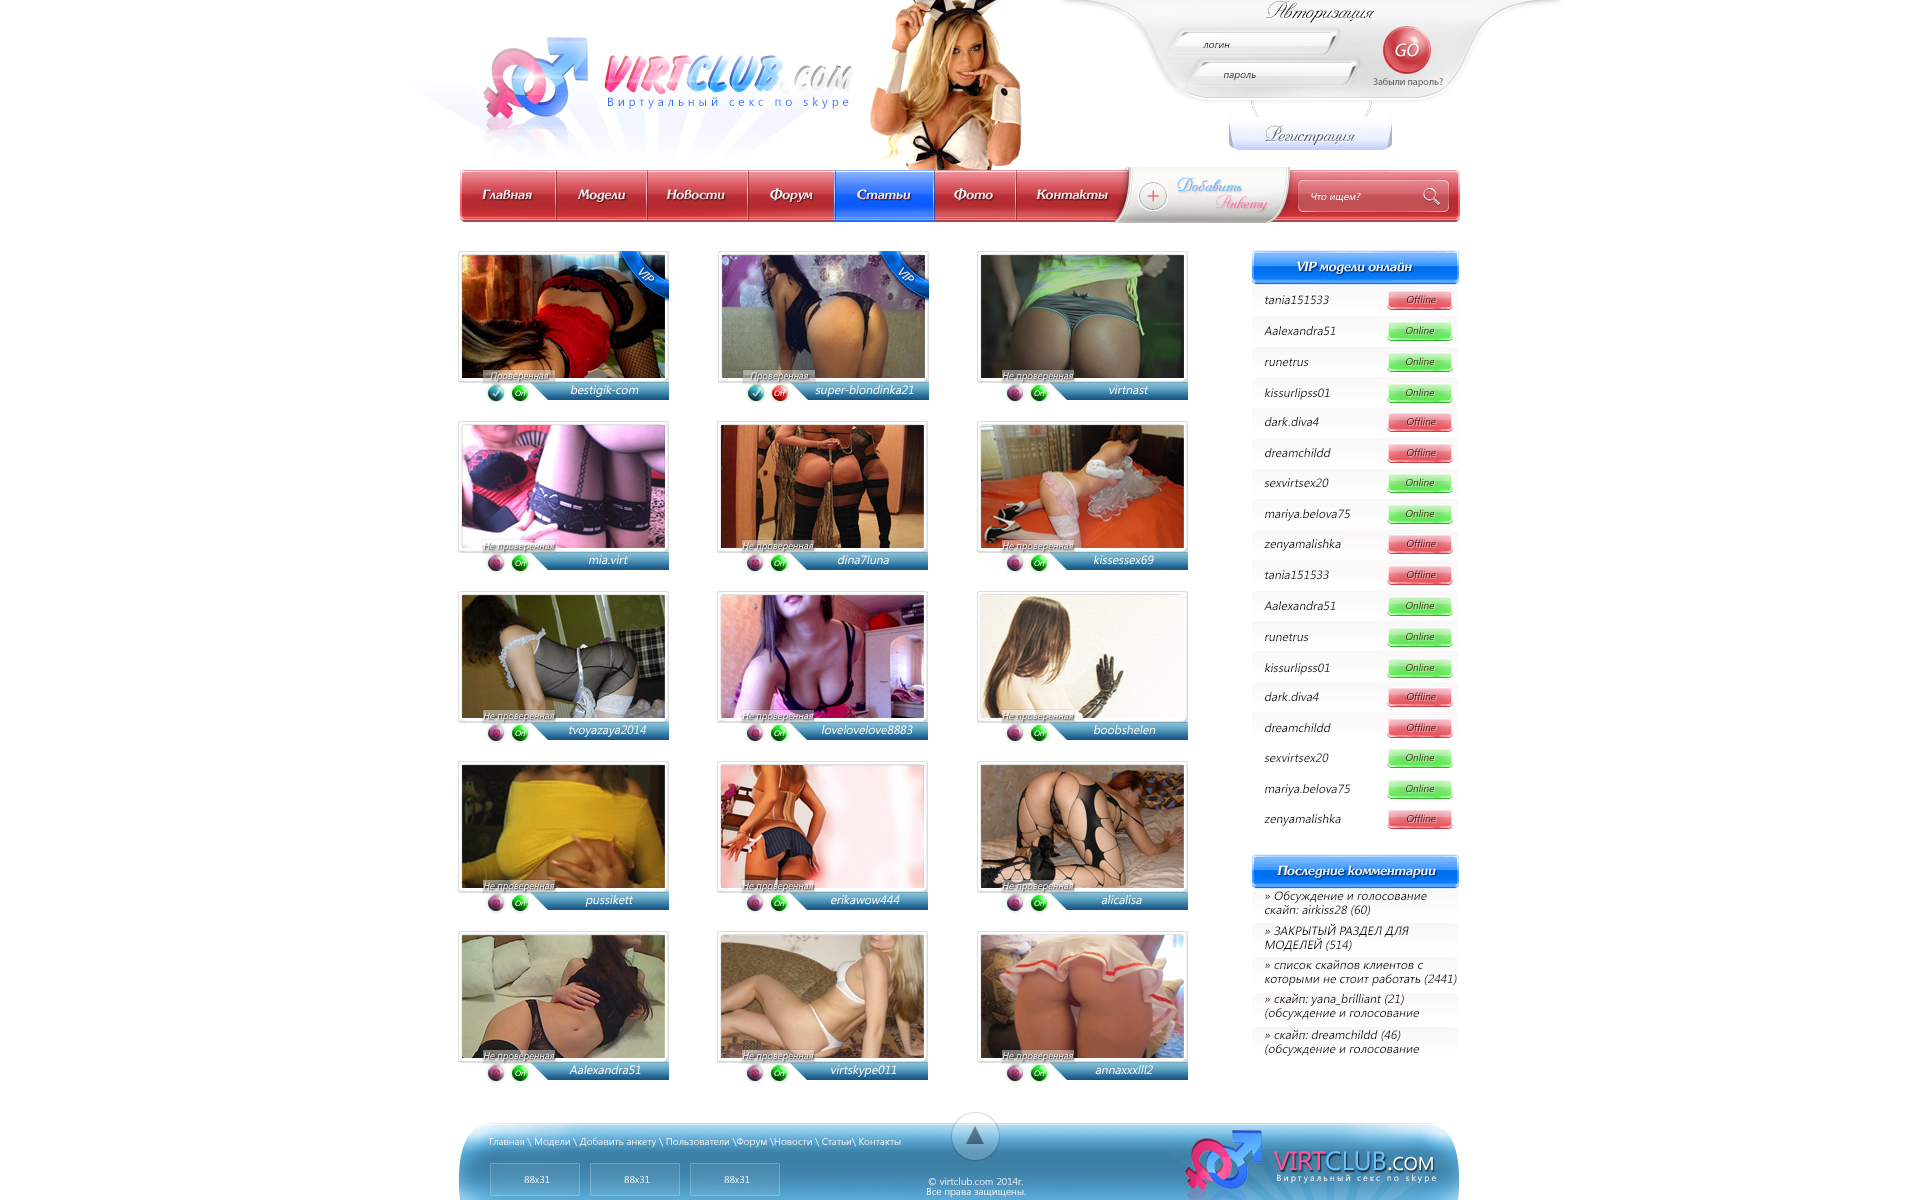 Авторизация
логин
GO
пароль
Забыли пароль?
VIRTCLUB.COM
Виртуальный секс по skype
Регистрация
Главная
Модели
Новости
Форум
Статьи
Фото
Контакты
Добавить
Анкету
Что ищем?
VIP
Проверенная
On
bestigik-com
VIP
Проверенная
Off
super-blondinka21
Не проверенная
On
virtnast
Не проверенная
On
mia.virt
Не проверенная
On
dina7luna
Не проверенная
On
kissessex69
Не проверенная
On
tvoyazaya2014
Не проверенная
On
lovelovelove8883
Не проверенная
On
boobshelen
Не проверенная
On
pussikett
Не проверенная
On
erikawow444
Не проверенная
On
alicalisa
Не проверенная
On
Aalexandra51
Не проверенная
On
virtskype011
Не проверенная
On
annaxxxlll2
VIP модели онлайн
tania151533 Offline
Aalexandra51 Online
runetrus Online
kissurlipss01 Online
dark.diva4 Offline
dreamchildd Offline
sexvirtsex20 Online
mariya.belova75 Online
zenyamalishka Offline
tania151533 Offline
Aalexandra51 Online
runetrus Online
kissurlipss01 Online
dark.diva4 Offline
dreamchildd Offline
sexvirtsex20 Online
mariya.belova75 Online
zenyamalishka Offline
Последние комментарии
» Обсуждение и голосование
скайп: airkiss28 (60)
» ЗАКРЫТЫЙ РАЗДЕЛ ДЛЯ
МОДЕЛЕЙ (514)
» список скайпов клиентов с
которыми не стоит работать (2441)
» скайп: yana_brilliant (21)
(обсуждение и голосование
» скайп: dreamchildd (46)
(обсуждение и голосование
Главная \ Модели \ Добавить анкету \ Пользователи \Форум \Новости \ Статьи\ Контакты
88x31
88x31
88x31
© virtclub.com 2014г.
Все права защищены.
VIRTCLUB.COM
Виртуальный секс по skype